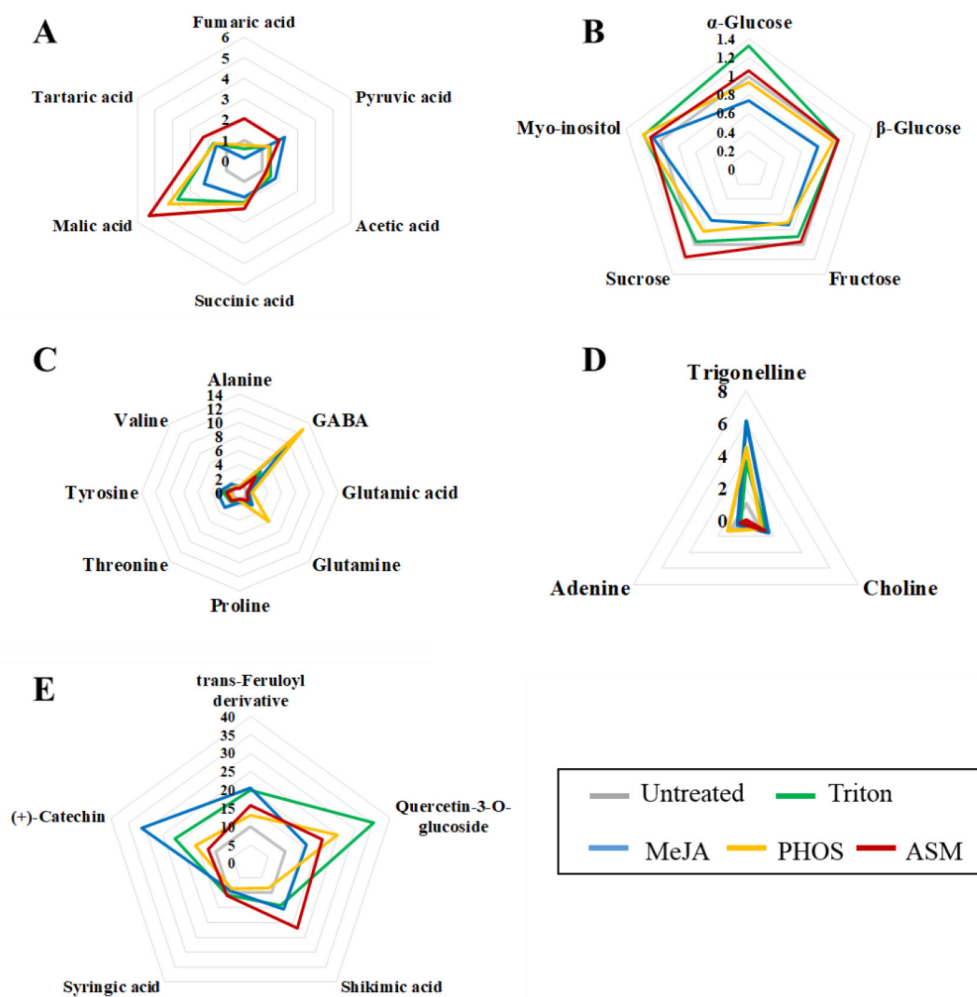 A
Fumaric acid
6
5
4
3
2
1
0
Tartaric acid
Pyruvic acid
Malic acid
Acetic acid
Succinic acid
B
α-Glucose
1.4
1.2
1
0.8
0.6
0.4
0.2
0
Myo-inositol
β-Glucose
Sucrose
Fructose
C
Alanine
14
12
10
8
6
4
2
0
Valine
GABA
Tyrosine
Glutamic acid
Threonine
Glutamine
Proline
D
Trigonelline
8
6
4
2
0
Adenine
Choline
E
trans-Feruloyl
derivative
40
35
30
25
20
15
10
5
0
(+)-Catechin
Quercetin-3-O-
glucoside
Syringic acid
Shikimic acid
Untreated
Triton
MeJA
PHOS
ASM